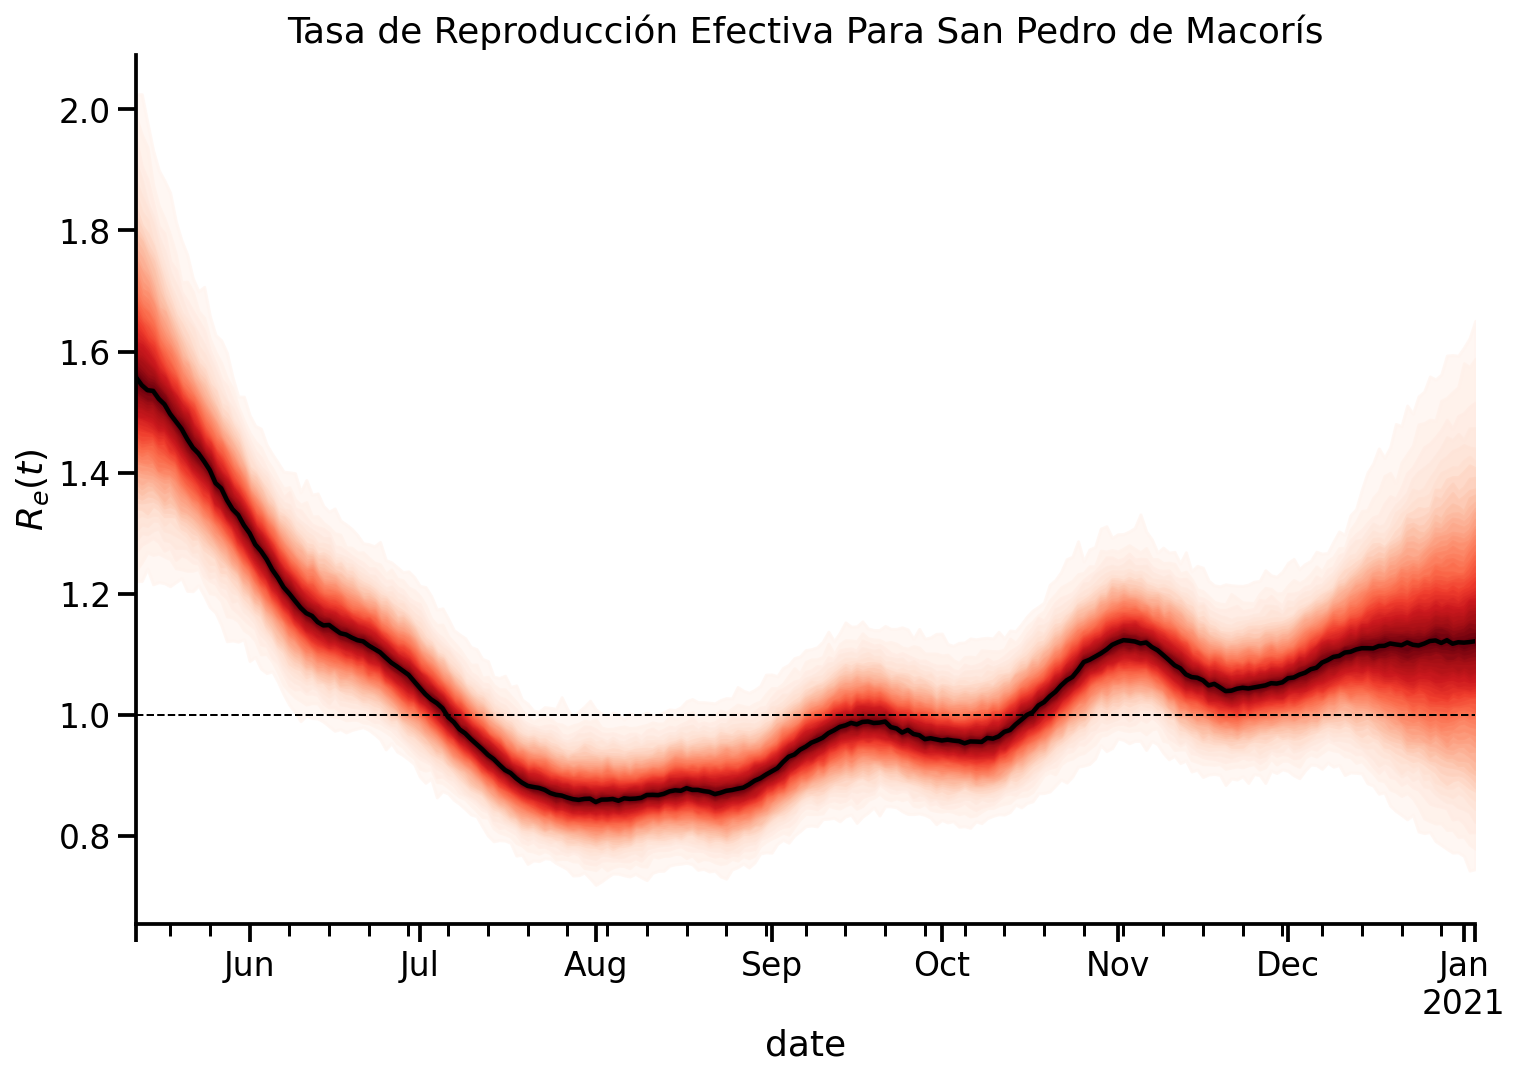 Tasa de Reproducción Efectiva Para San Pedro de Macorís
2.0
1.8
1.6
1.4
1.2
1.0
0.8
Re(t)
Jun Jul Aug Sep Oct Nov Dec Jan
2021
date